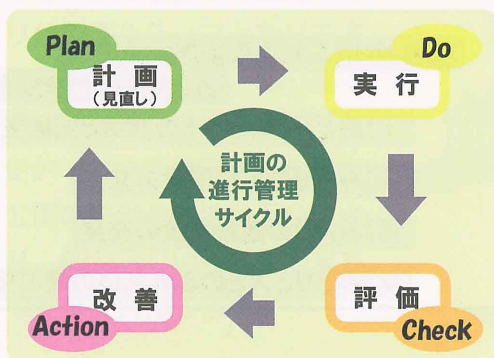 Plan
計画
(見直し)
Do
実行
計画の
進行管理
サイクル
改善
Action
評価
Check